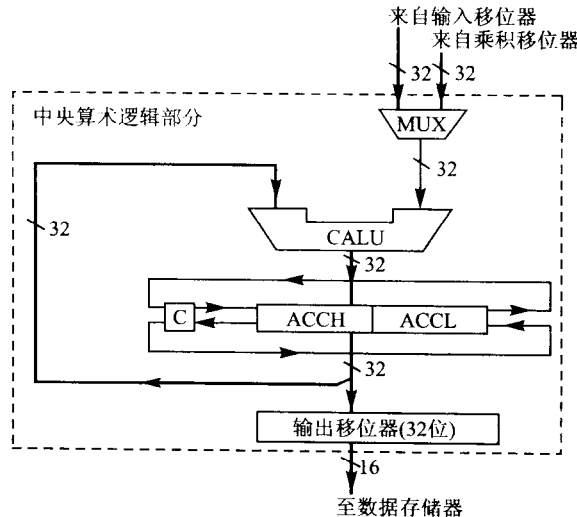 来自输入移位器
来自乘积移位器
32
32
中央算术逻辑部分
MUX
32
32
CALU
32
C
ACCH
ACCL
32
输出移位器(32位)
16
至数据存储器